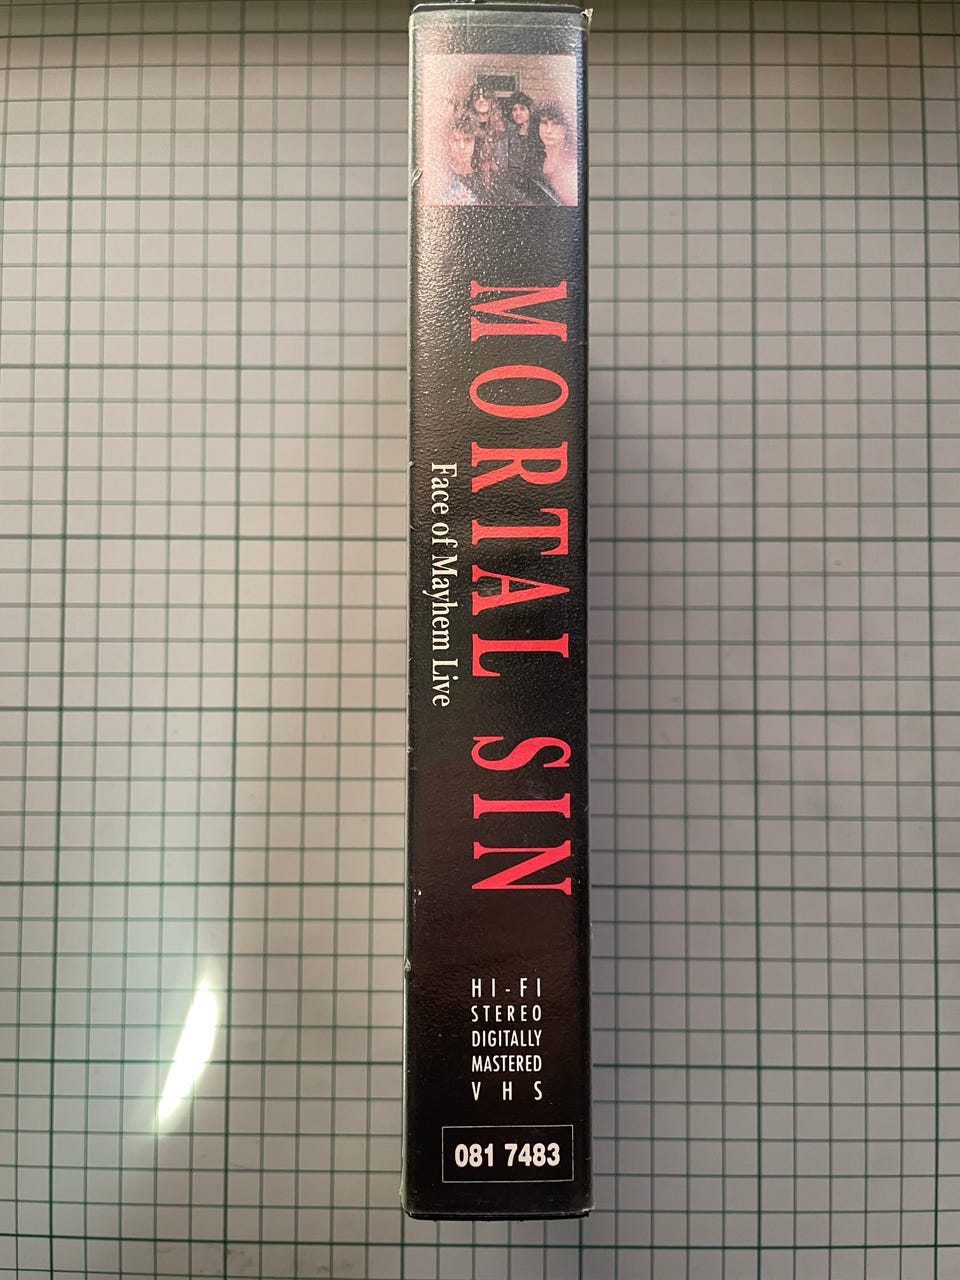 MORTAL SIN
Face of Mayhem Live
HI-FI
STEREO
DIGITALLY
MASTERED
VHS
081 7483